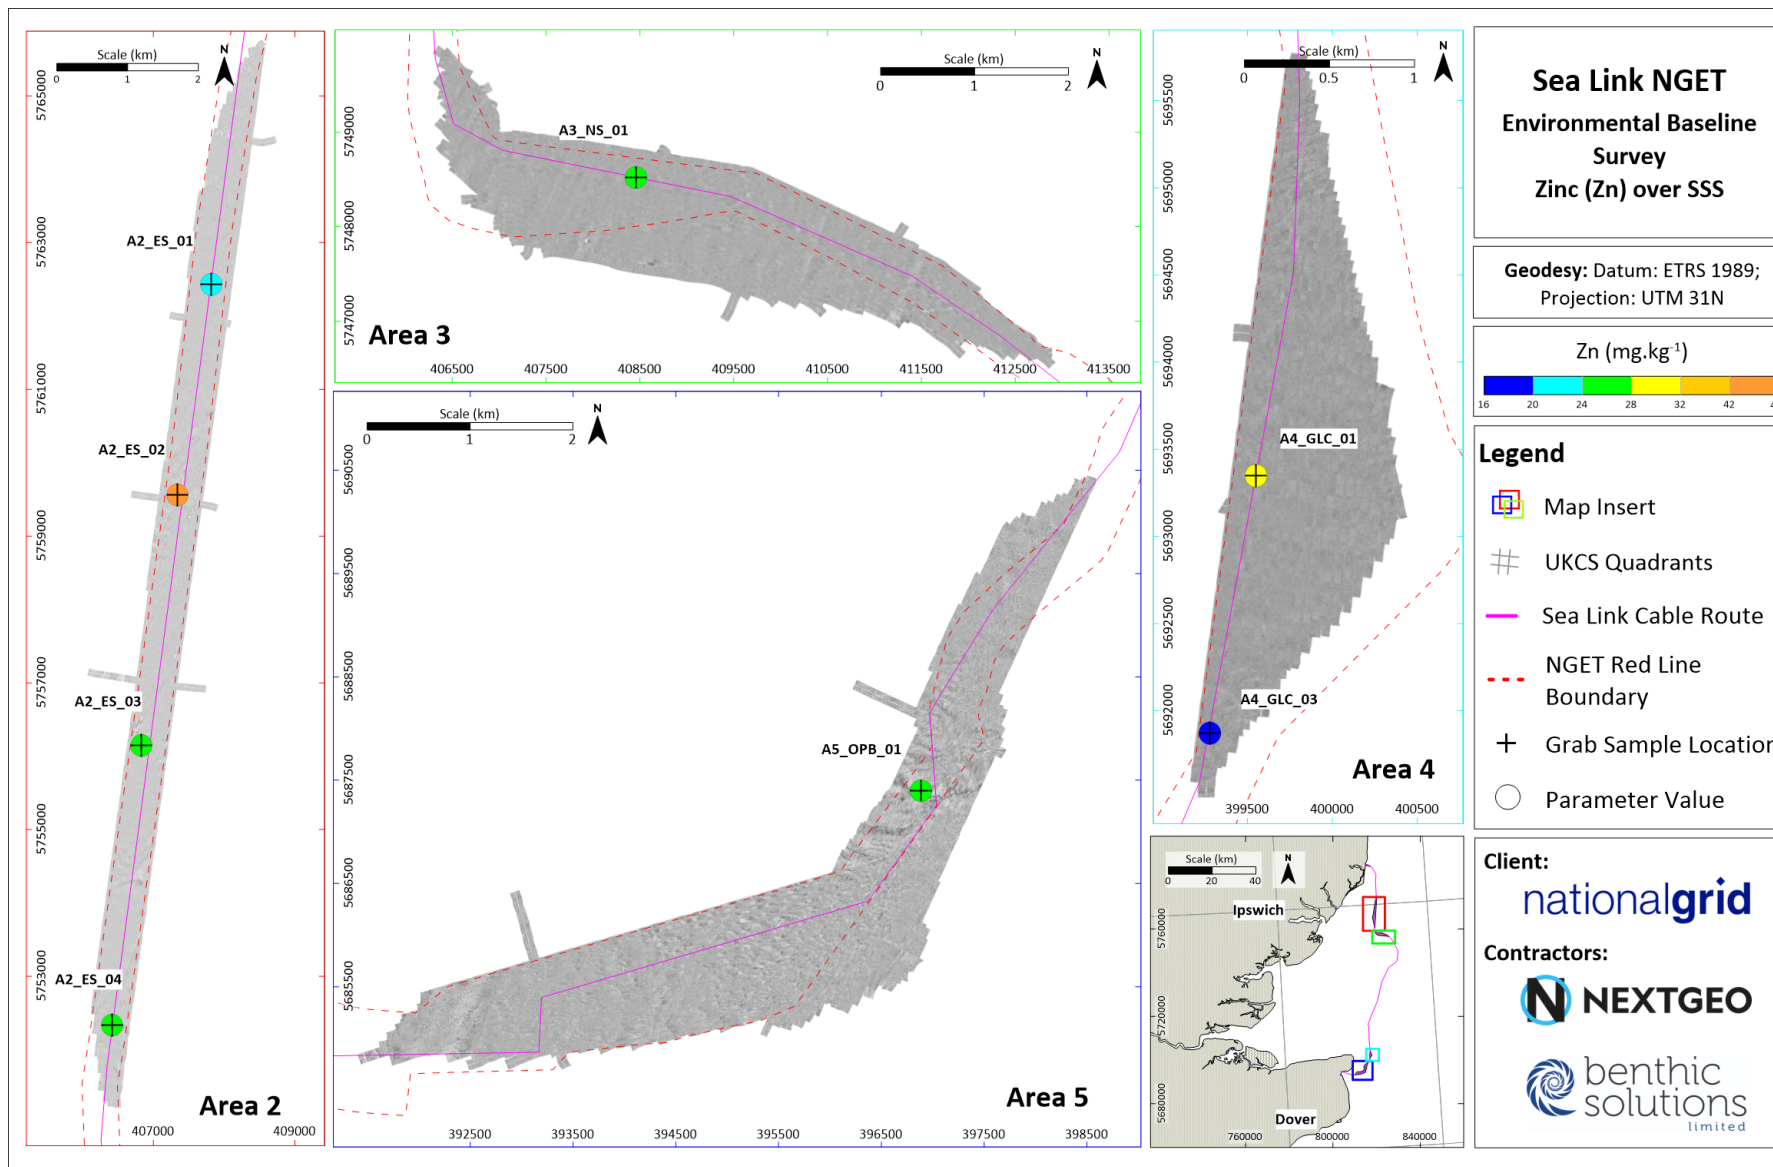 Scale (km)
N
0 1 2
5765000
5763000
5761000
5759000
5757000
5755000
5753000
A2_ES_01
A2_ES_02
A2_ES_03
A2_ES_04
Area 2
407000 409000
Scale (km)
N
0 1 2
Scale (km)
N
0 1 2
5749000
5748000
5747000
A3_NS_01
Area 3
406500 407500 408500 409500 410500 411500 412500 413500
Scale (km)
N
0 1 2
5690500
5689500
5688500
5687500
5686500
5685500
A5_OPB_01
Area 5
392500 393500 394500 395500 396500 397500 398500
Scale (km)
N
0 0.5 1
5695500
5695000
5694500
5694000
5693500
5693000
5692500
5692000
A4_GLC_01
A4_GLC_03
Area 4
399500 400000 400500
Scale (km)
N
0 20 40
Ipswich
Dover
5760000
5720000
5680000
760000 800000 840000
Sea Link NGET
Environmental Baseline
Survey
Zinc (Zn) over SSS
Geodesy: Datum: ETRS 1989;
Projection: UTM 31N
Zn (mg.kg-1)
16 20 24 28 32 42
Legend
Map Insert
UKCS Quadrants
Sea Link Cable Route
NGET Red Line
Boundary
Grab Sample Location
Parameter Value
Client:
nationalgrid
Contractors:
N NEXTGEO
benthic
solutions
limited